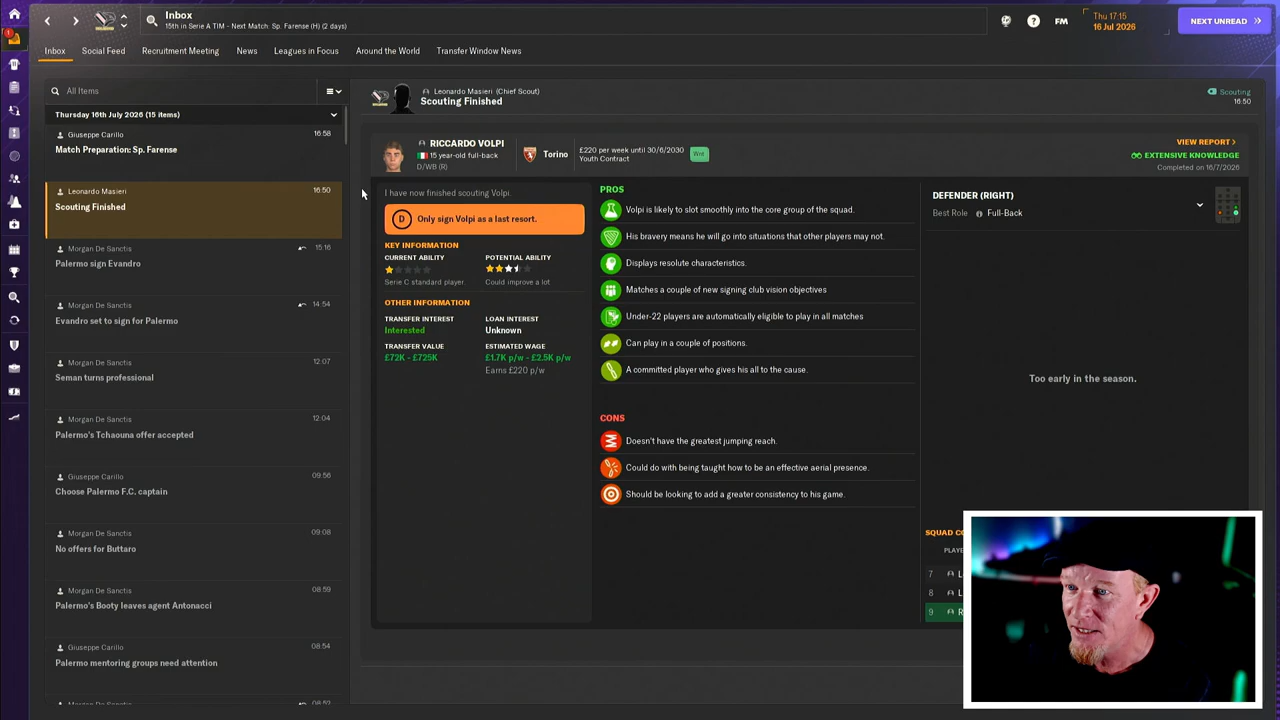 Inbox
15th in Serie A TIM - Next Match: Sp. Farense (H) (2 days)
FM
Thu 17:15
16 Jul 2026
NEXT UNREAD
Inbox
Social Feed
Recruitment Meeting
News
Leagues in Focus
Around the World
Transfer Window News
All Items
Thursday 16th July 2026 (15 items)
Giuseppe Carillo 16:58
Match Preparation: Sp. Farense
Leonardo Masieri 16:50
Scouting Finished
Morgan De Sanctis 15:16
Palermo sign Evandro
Morgan De Sanctis 14:54
Evandro set to sign for Palermo
Morgan De Sanctis 12:07
Seman turns professional
Morgan De Sanctis 12:04
Palermo's Tchaouna offer accepted
Giuseppe Carillo 09:56
Choose Palermo F.C. captain
Morgan De Sanctis 09:08
No offers for Buttaro
Morgan De Sanctis 08:59
Palermo's Booty leaves agent Antonacci
Giuseppe Carillo 08:54
Palermo mentoring groups need attention
Morgan De Sanctis 08:52
Leonardo Masieri (Chief Scout)
Scouting Finished
Scouting
16:50
RICCARDO VOLPI
15 year-old full-back
D/WB (R)
Torino
£220 per week until 30/6/2030
Youth Contract
Wnt
VIEW REPORT
EXTENSIVE KNOWLEDGE
Completed on 16/7/2026
I have now finished scouting Volpi.
D Only sign Volpi as a last resort.
KEY INFORMATION
CURRENT ABILITY
Serie C standard player.
POTENTIAL ABILITY
Could improve a lot
OTHER INFORMATION
TRANSFER INTEREST
Interested
LOAN INTEREST
Unknown
TRANSFER VALUE
£72K - £725K
ESTIMATED WAGE
£1.7K p/w - £2.5K p/w
Earns £220 p/w
PROS
Volpi is likely to slot smoothly into the core group of the squad.
His bravery means he will go into situations that other players may not.
Displays resolute characteristics.
Matches a couple of new signing club vision objectives
Under-22 players are automatically eligible to play in all matches
Can play in a couple of positions.
A committed player who gives his all to the cause.
CONS
Doesn't have the greatest jumping reach.
Could do with being taught how to be an effective aerial presence.
Should be looking to add a greater consistency to his game.
DEFENDER (RIGHT)
Best Role Full-Back
Too early in the season.
SQUAD CO
PLAYE
7 L
8 L
9 R